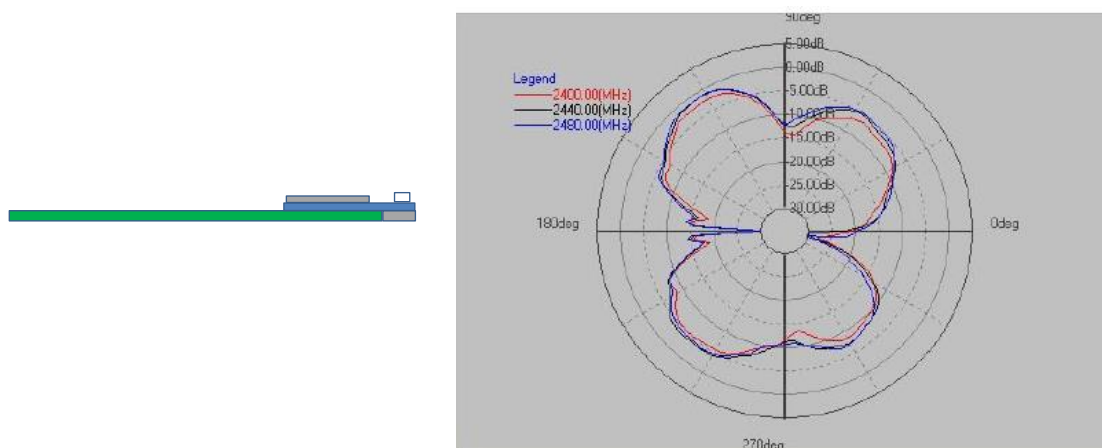 90deg
5.00dB
0.00dB
Legend
-5.00dB
2400.00(MHz)
-10.00dB
2440.00(MHz)
2480.00(MHz)
-15.00dB
-20.00dB
-25.00dB
-30.00dB
180deg
0deg
270deg